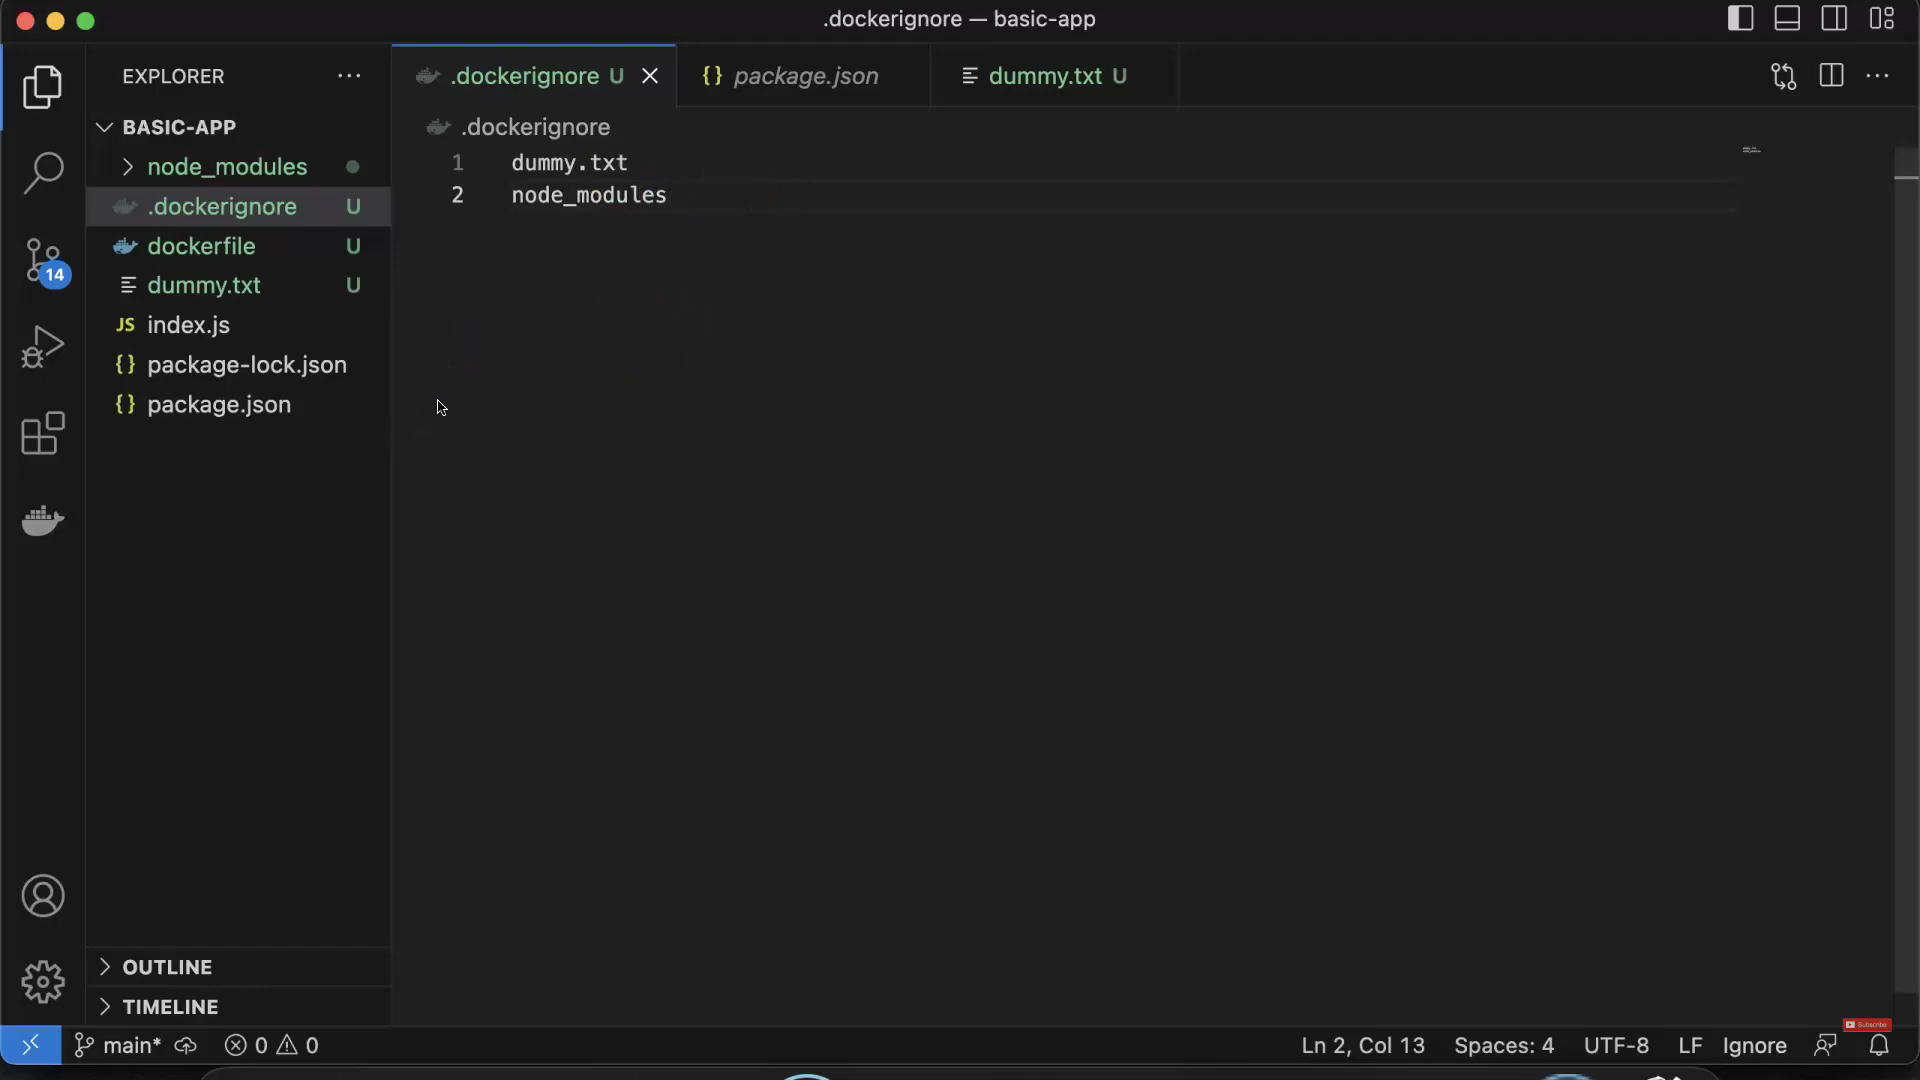 .dockerignore — basic-app
EXPLORER
.dockerignore U
{} package.json
dummy.txt U
BASIC-APP
.dockerignore
node_modules
1 dummy.txt
2 node_modules
.dockerignore U
dockerfile U
dummy.txt U
JS index.js
{} package-lock.json
{} package.json
14
OUTLINE
TIMELINE
Subscribe
main* 0 0 Ln 2, Col 13 Spaces: 4 UTF-8 LF Ignore